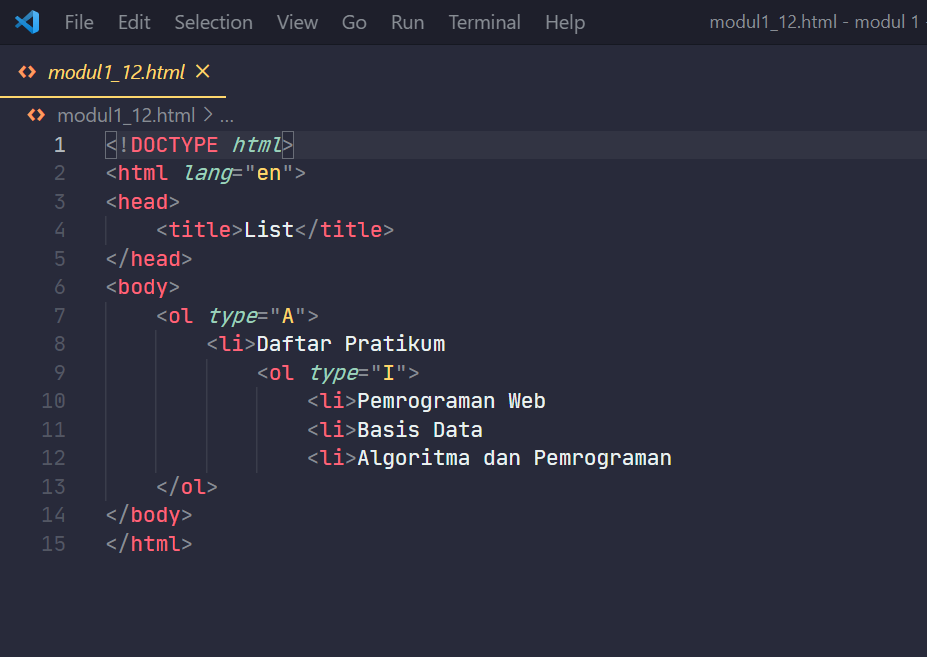 File Edit Selection View Go Run Terminal Help modul1_12.html - modul 1 -
modul1_12.html
modul1_12.html > ...
1 <!DOCTYPE html>
2 <html lang="en">
3 <head>
4     <title>List</title>
5 </head>
6 <body>
7     <ol type="A">
8         <li>Daftar Pratikum
9             <ol type="I">
10                 <li>Pemrograman Web
11                 <li>Basis Data
12                 <li>Algoritma dan Pemrograman
13     </ol>
14 </body>
15 </html>